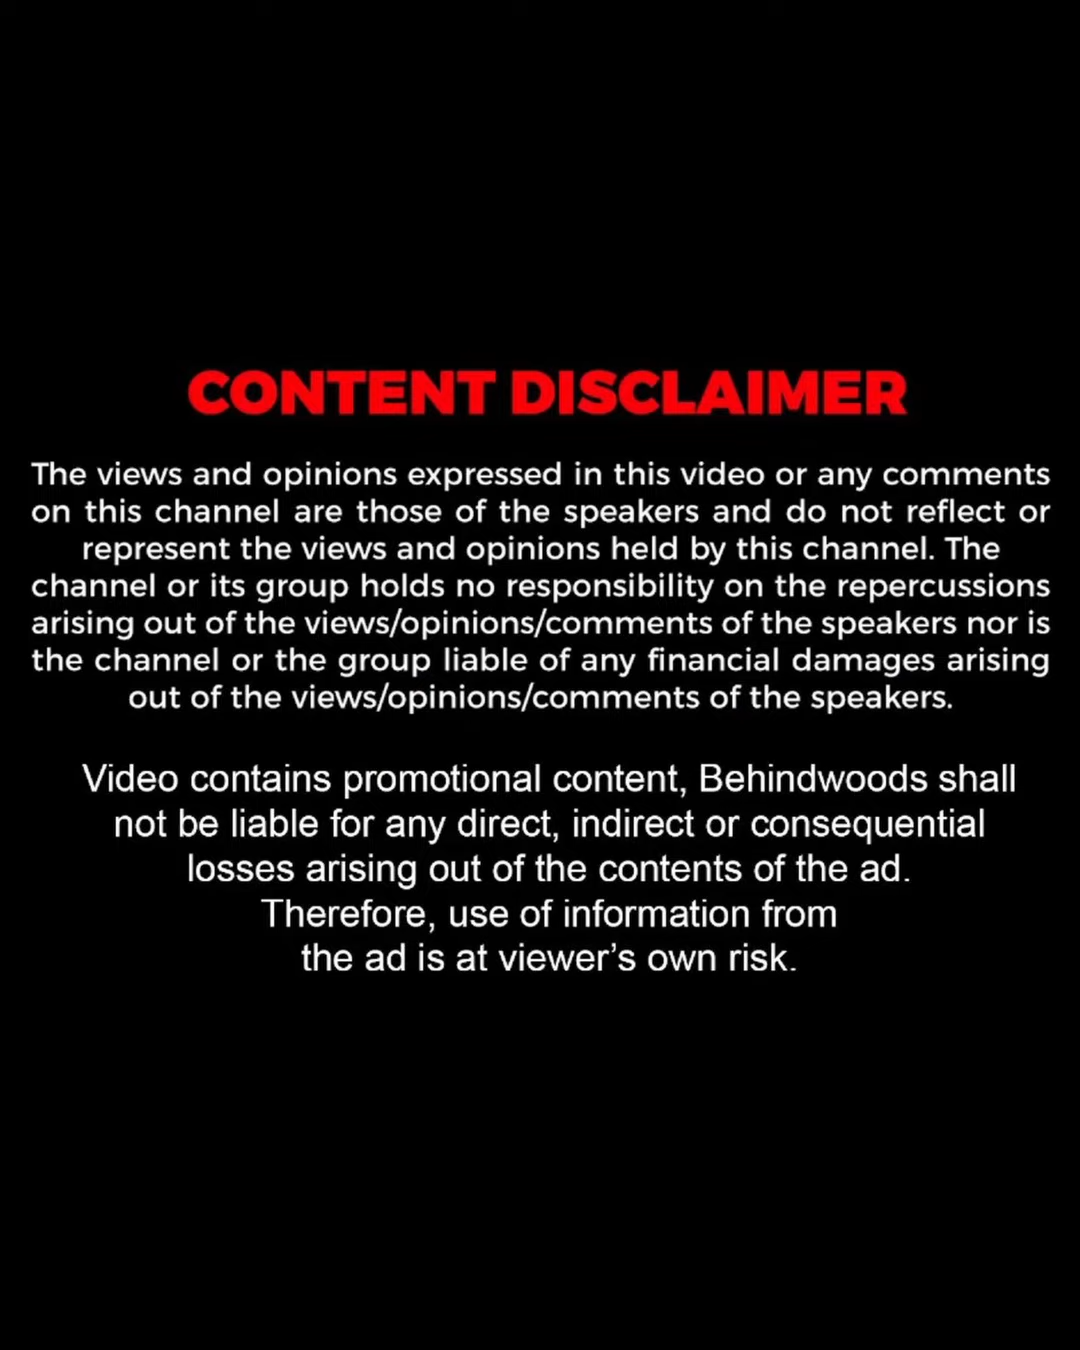 CONTENT DISCLAIMER
The views and opinions expressed in this video or any comments
on this channel are those of the speakers and do not reflect or
represent the views and opinions held by this channel. The
channel or its group holds no responsibility on the repercussions
arising out of the views/opinions/comments of the speakers nor is
the channel or the group liable of any financial damages arising
out of the views/opinions/comments of the speakers.
Video contains promotional content, Behindwoods shall
not be liable for any direct, indirect or consequential
losses arising out of the contents of the ad.
Therefore, use of information from
the ad is at viewer’s own risk.